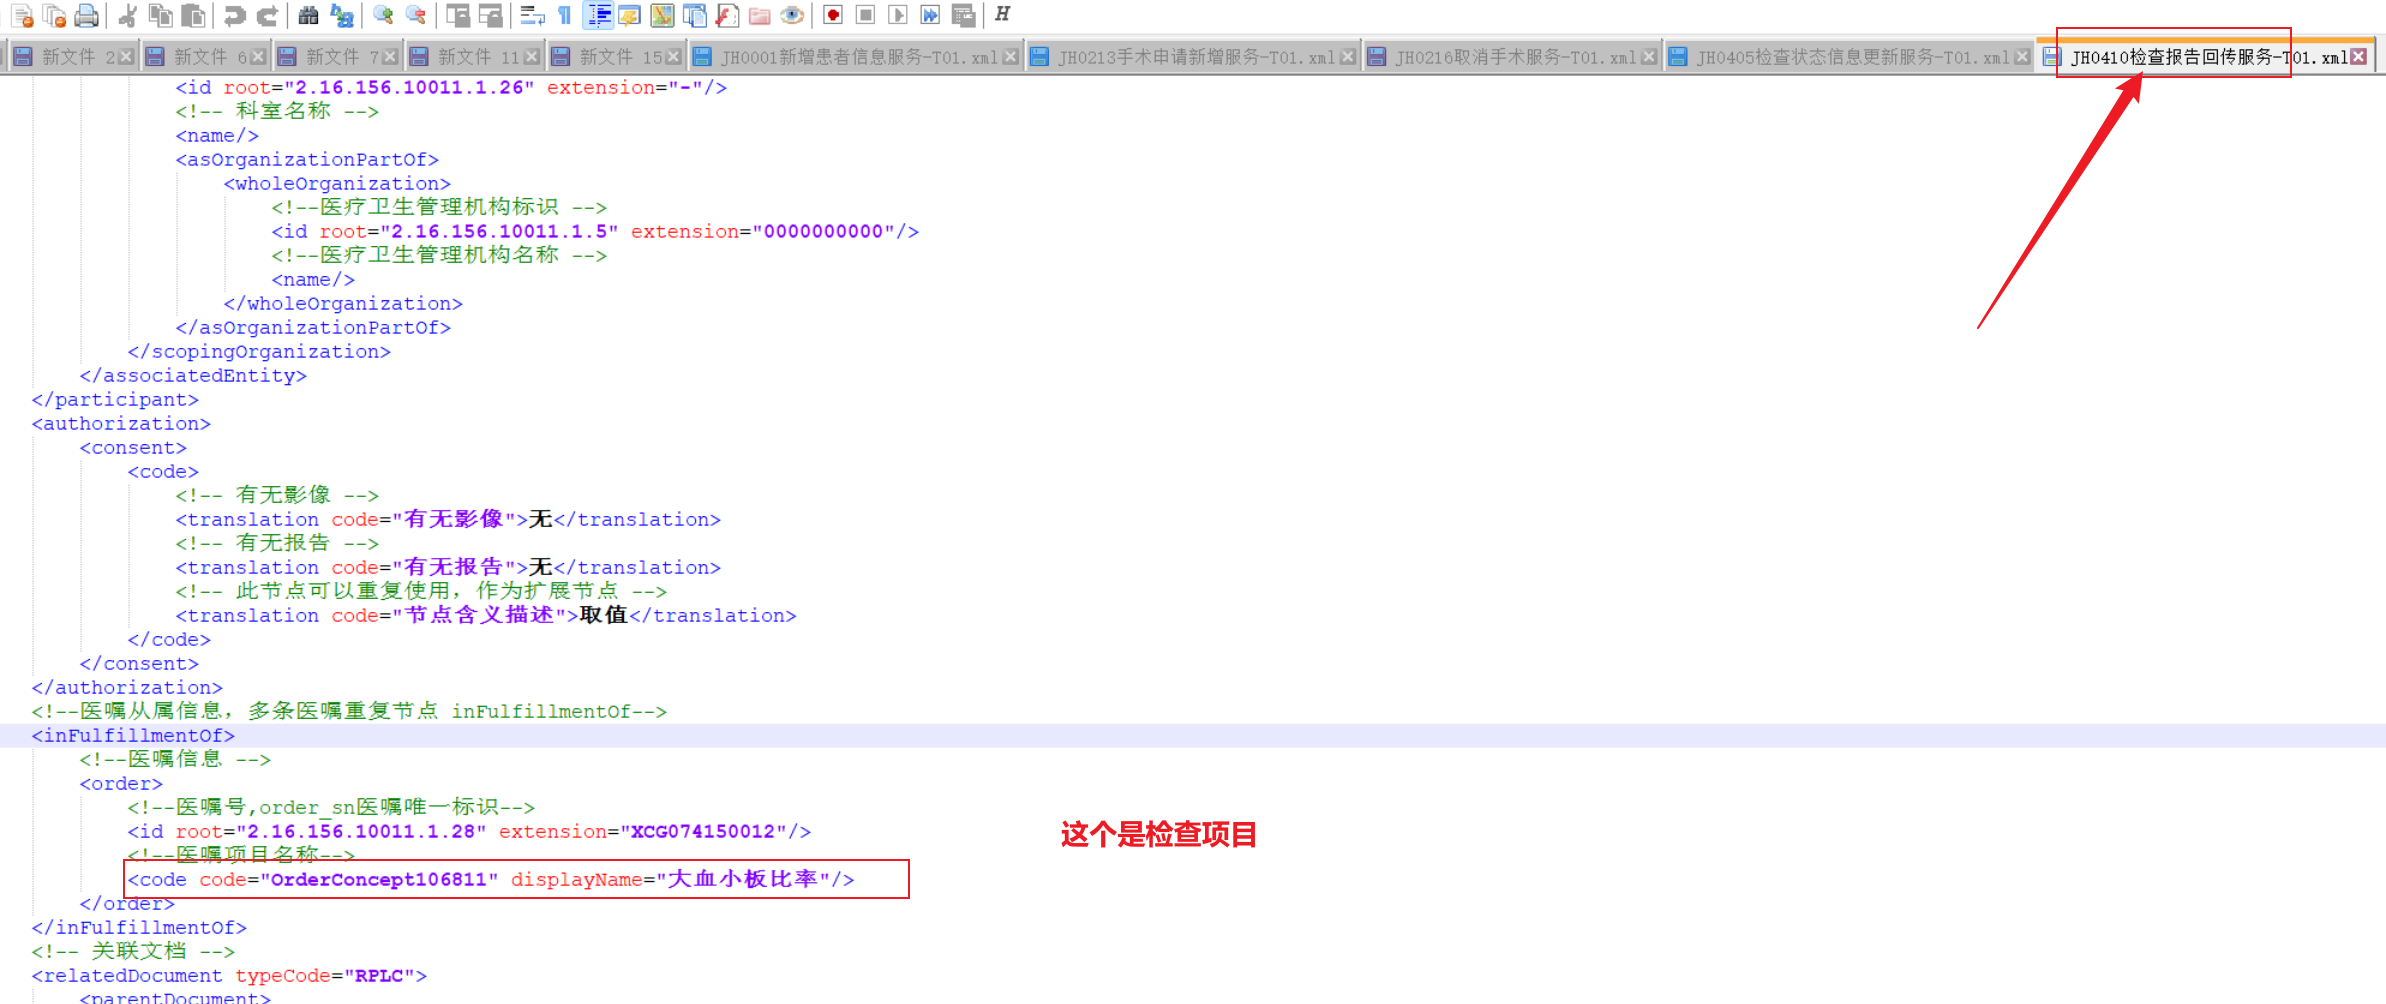 新文件 2 新文件 6 新文件 7 新文件 11 新文件 15 JH0001新增患者信息服务-T01.xml JH0213手术申请新增服务-T01.xml JH0216取消手术服务-T01.xml JH0405检查状态信息更新服务-T01.xml JH0410检查报告回传服务-T01.xml
<id root="2.16.156.10011.1.26" extension="-"/>
<!-- 科室名称 -->
<name/>
<asOrganizationPartOf>
<wholeOrganization>
<!--医疗卫生管理机构标识 -->
<id root="2.16.156.10011.1.5" extension="0000000000"/>
<!--医疗卫生管理机构名称 -->
<name/>
</wholeOrganization>
</asOrganizationPartOf>
</scopingOrganization>
</associatedEntity>
</participant>
<authorization>
<consent>
<code>
<!-- 有无影像 -->
<translation code="有无影像">无</translation>
<!-- 有无报告 -->
<translation code="有无报告">无</translation>
<!-- 此节点可以重复使用，作为扩展节点 -->
<translation code="节点含义描述">取值</translation>
</code>
</consent>
</authorization>
<!--医嘱从属信息，多条医嘱重复节点 inFulfillmentOf-->
<inFulfillmentOf>
<!--医嘱信息 -->
<order>
<!--医嘱号,order_sn医嘱唯一标识-->
<id root="2.16.156.10011.1.28" extension="XCG074150012"/>
这个是检查项目
<!--医嘱项目名称-->
<code code="OrderConcept106811" displayName="大血小板比率"/>
</order>
</inFulfillmentOf>
<!-- 关联文档 -->
<relatedDocument typeCode="RPLC">
<parentDocument>